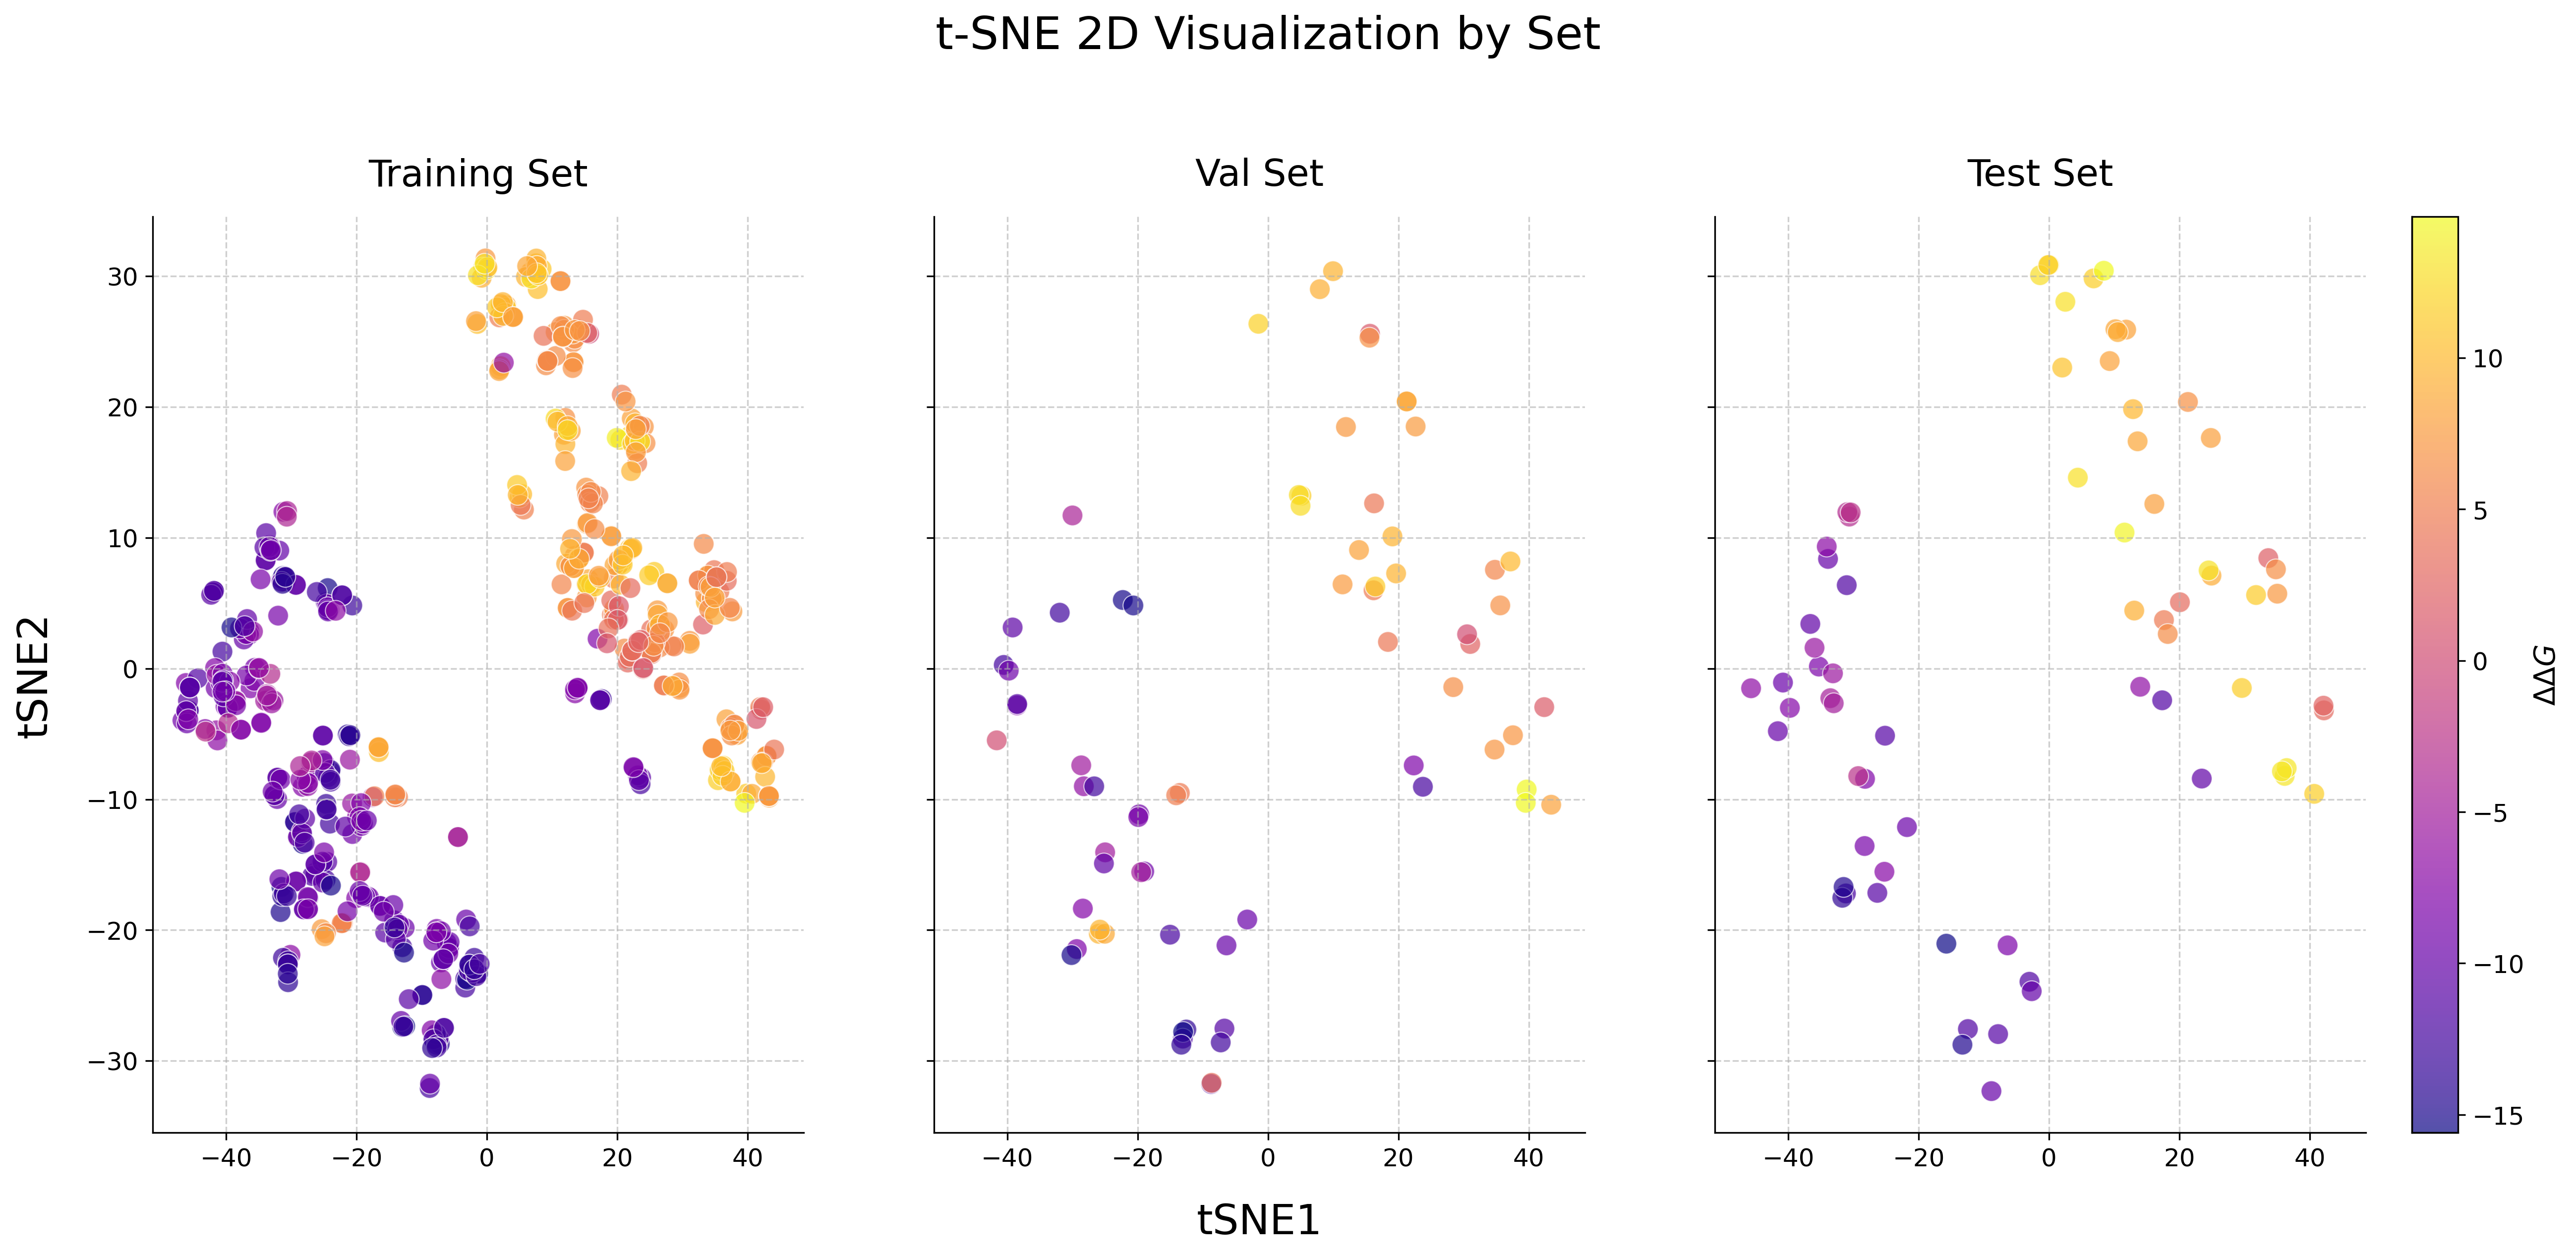 t-SNE 2D Visualization by Set
Training Set
Val Set
Test Set
tSNE2
30
20
10
0
−10
−20
−30
−40 −20 0 20 40
−40 −20 0 20 40
−40 −20 0 20 40
10
5
0
−5
−10
−15
ΔΔG
tSNE1